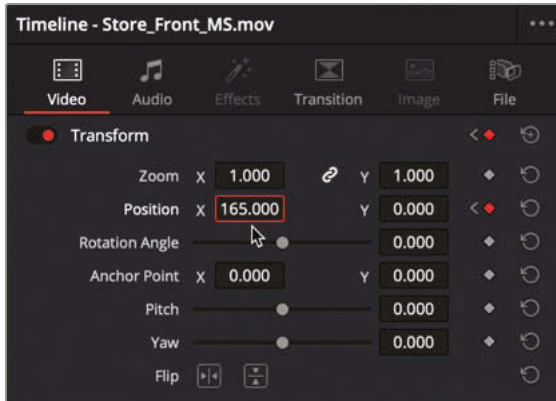 Timeline - Store_Front_MS.mov
Video Audio Effects Transition Image File
Transform
Zoom X 1.000 Y 1.000
Position X 165.000 Y 0.000
Rotation Angle 0.000
Anchor Point X 0.000 Y 0.000
Pitch 0.000
Yaw 0.000
Flip